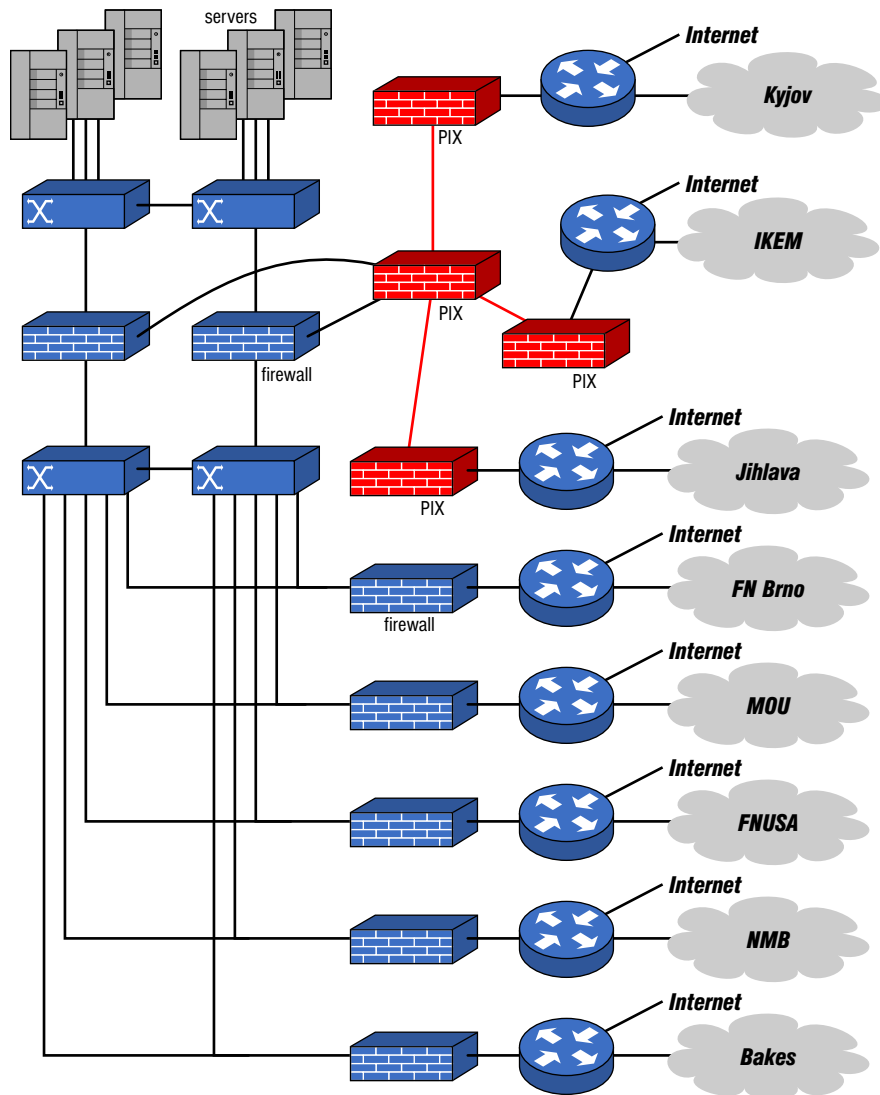 servers
Internet
Kyjov
PIX
Internet
IKEM
PIX
firewall
PIX
Internet
Jihlava
PIX
Internet
FN Brno
firewall
Internet
MOU
Internet
FNUSA
Internet
NMB
Internet
Bakes